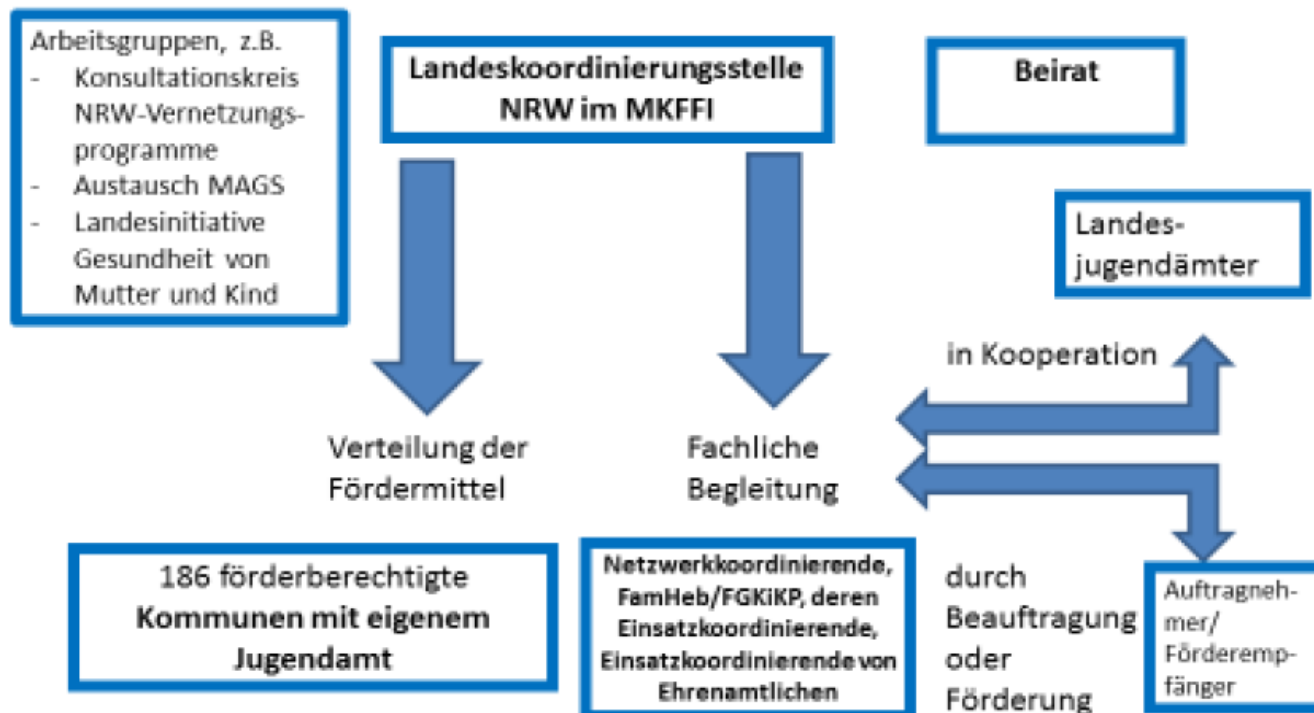 Arbeitsgruppen, z.B.
- Konsultationskreis
NRW-Vernetzungs-
programme
- Austausch MAGS
- Landesinitiative
Gesundheit von
Mutter und Kind
Landeskoordinierungsstelle
NRW im MKFFI
Beirat
Landes-
jugendämter
in Kooperation
Verteilung der
Fördermittel
Fachliche
Begleitung
186 förderberechtigte
Kommunen mit eigenem
Jugendamt
Netzwerkkoordinierende,
FamHeb/FGKiKP, deren
Einsatzkoordinierende,
Einsatzkoordinierende von
Ehrenamtlichen
durch
Beauftragung
oder
Förderung
Auftragneh-
mer/
Förderemp-
fänger